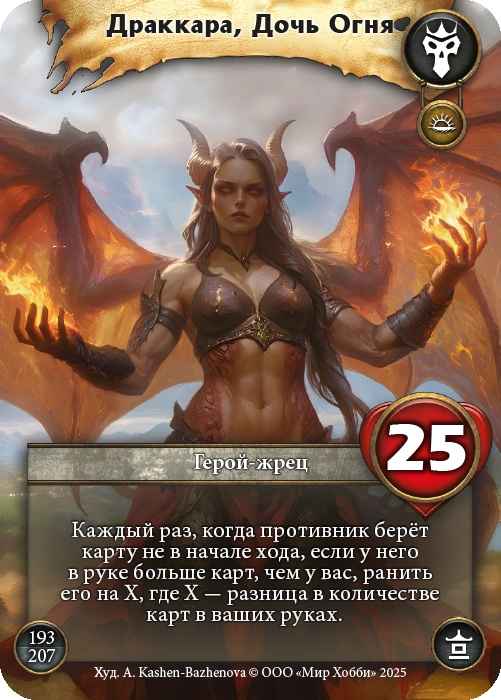 Драккара, Дочь Огня
Герой-жрец
25
Каждый раз, когда противник берёт
карту не в начале хода, если у него
в руке больше карт, чем у вас, ранить
его на X, где X — разница в количестве
карт в ваших руках.
193
207
Худ. А. Kashen-Bazhenova © ООО «Мир Хобби» 2025